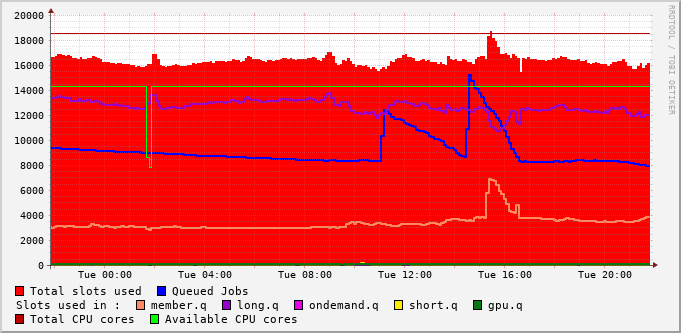 20000
18000
16000
14000
12000
10000
8000
6000
4000
2000
0
Tue 00:00 Tue 04:00 Tue 08:00 Tue 12:00 Tue 16:00 Tue 20:00
Total slots used Queued Jobs
Slots used in : member.q long.q ondemand.q short.q gpu.q
Total CPU cores Available CPU cores
RRDTOOL / TOBI OETIKER